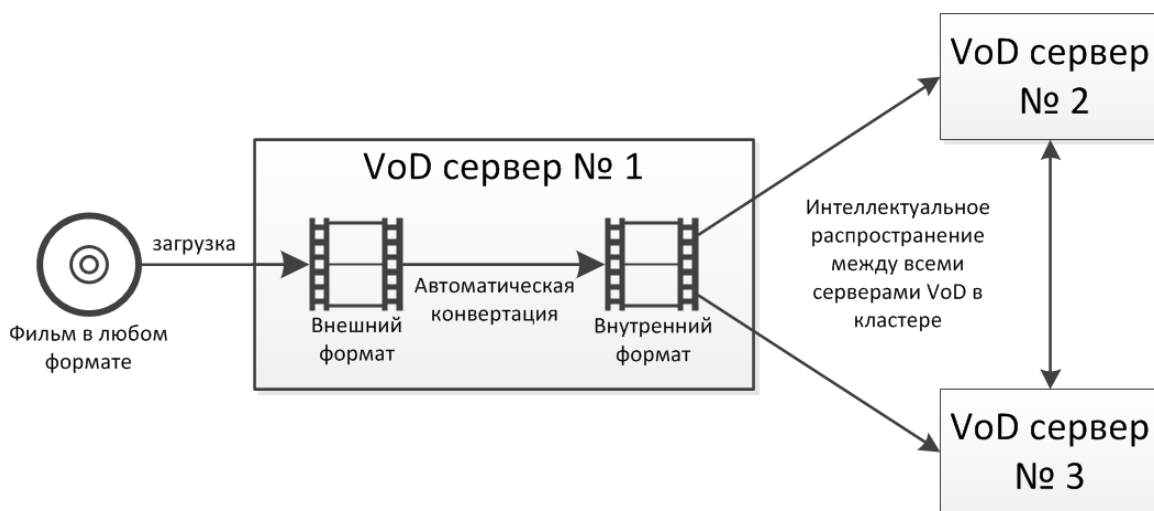 VoD сервер
№ 2
VoD сервер № 1
загрузка
Фильм в любом
формате
Автоматическая
конвертация
Внешний
формат
Внутренний
формат
Интеллектуальное
распространение
между всеми
серверами VoD в
кластере
VoD сервер
№ 3